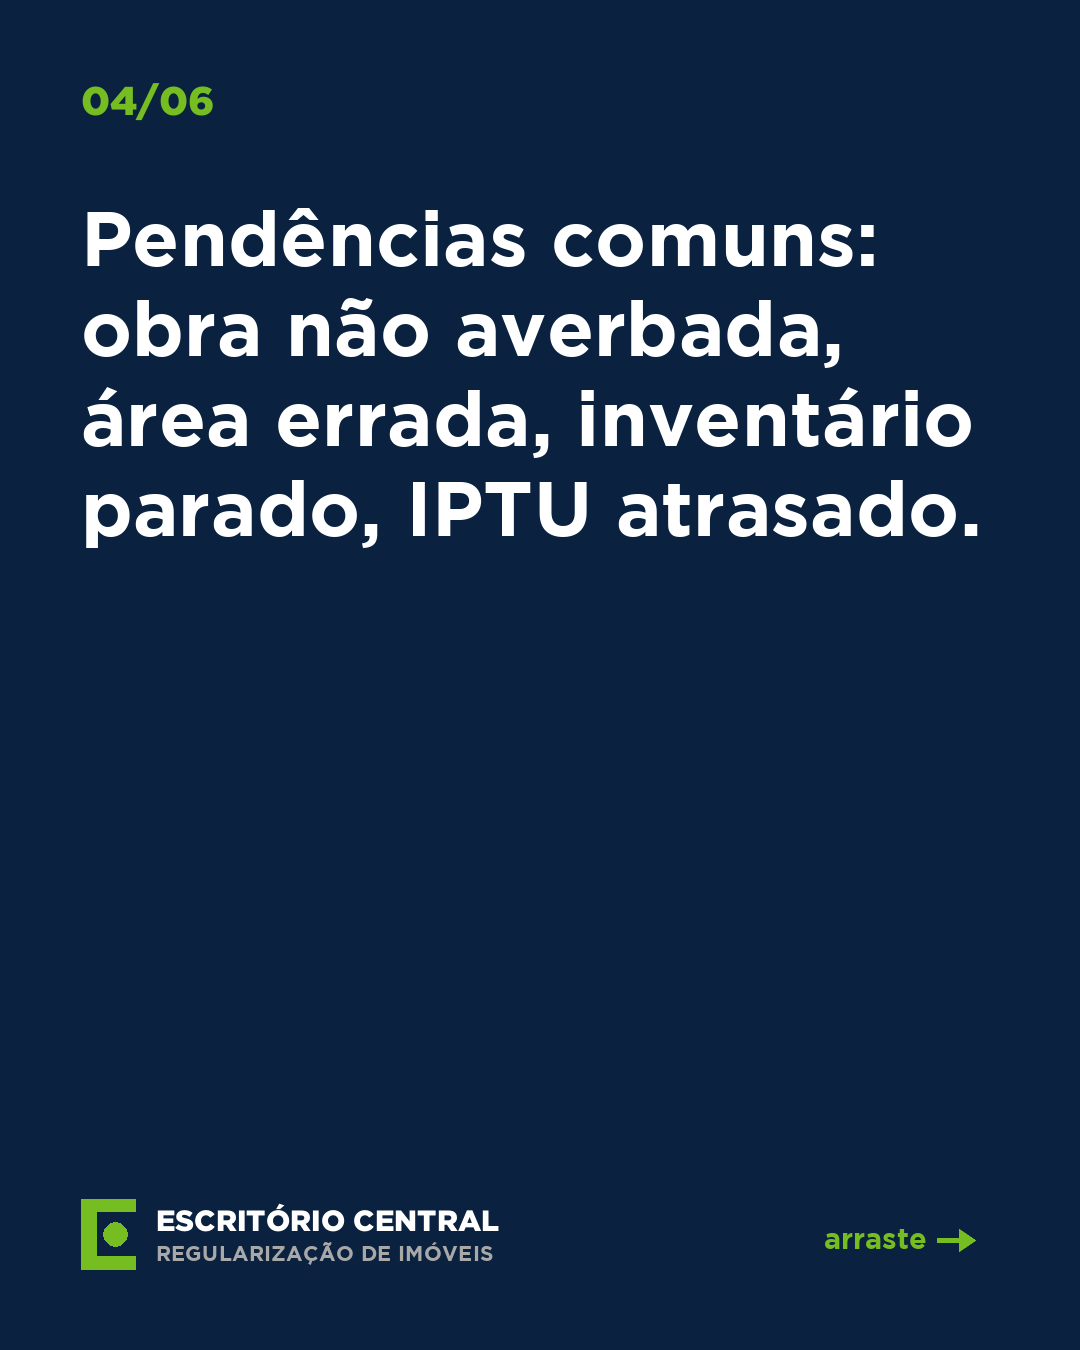 04/06
Pendências comuns:
obra não averbada,
área errada, inventário
parado, IPTU atrasado.
ESCRITÓRIO CENTRAL
REGULARIZAÇÃO DE IMÓVEIS
arraste